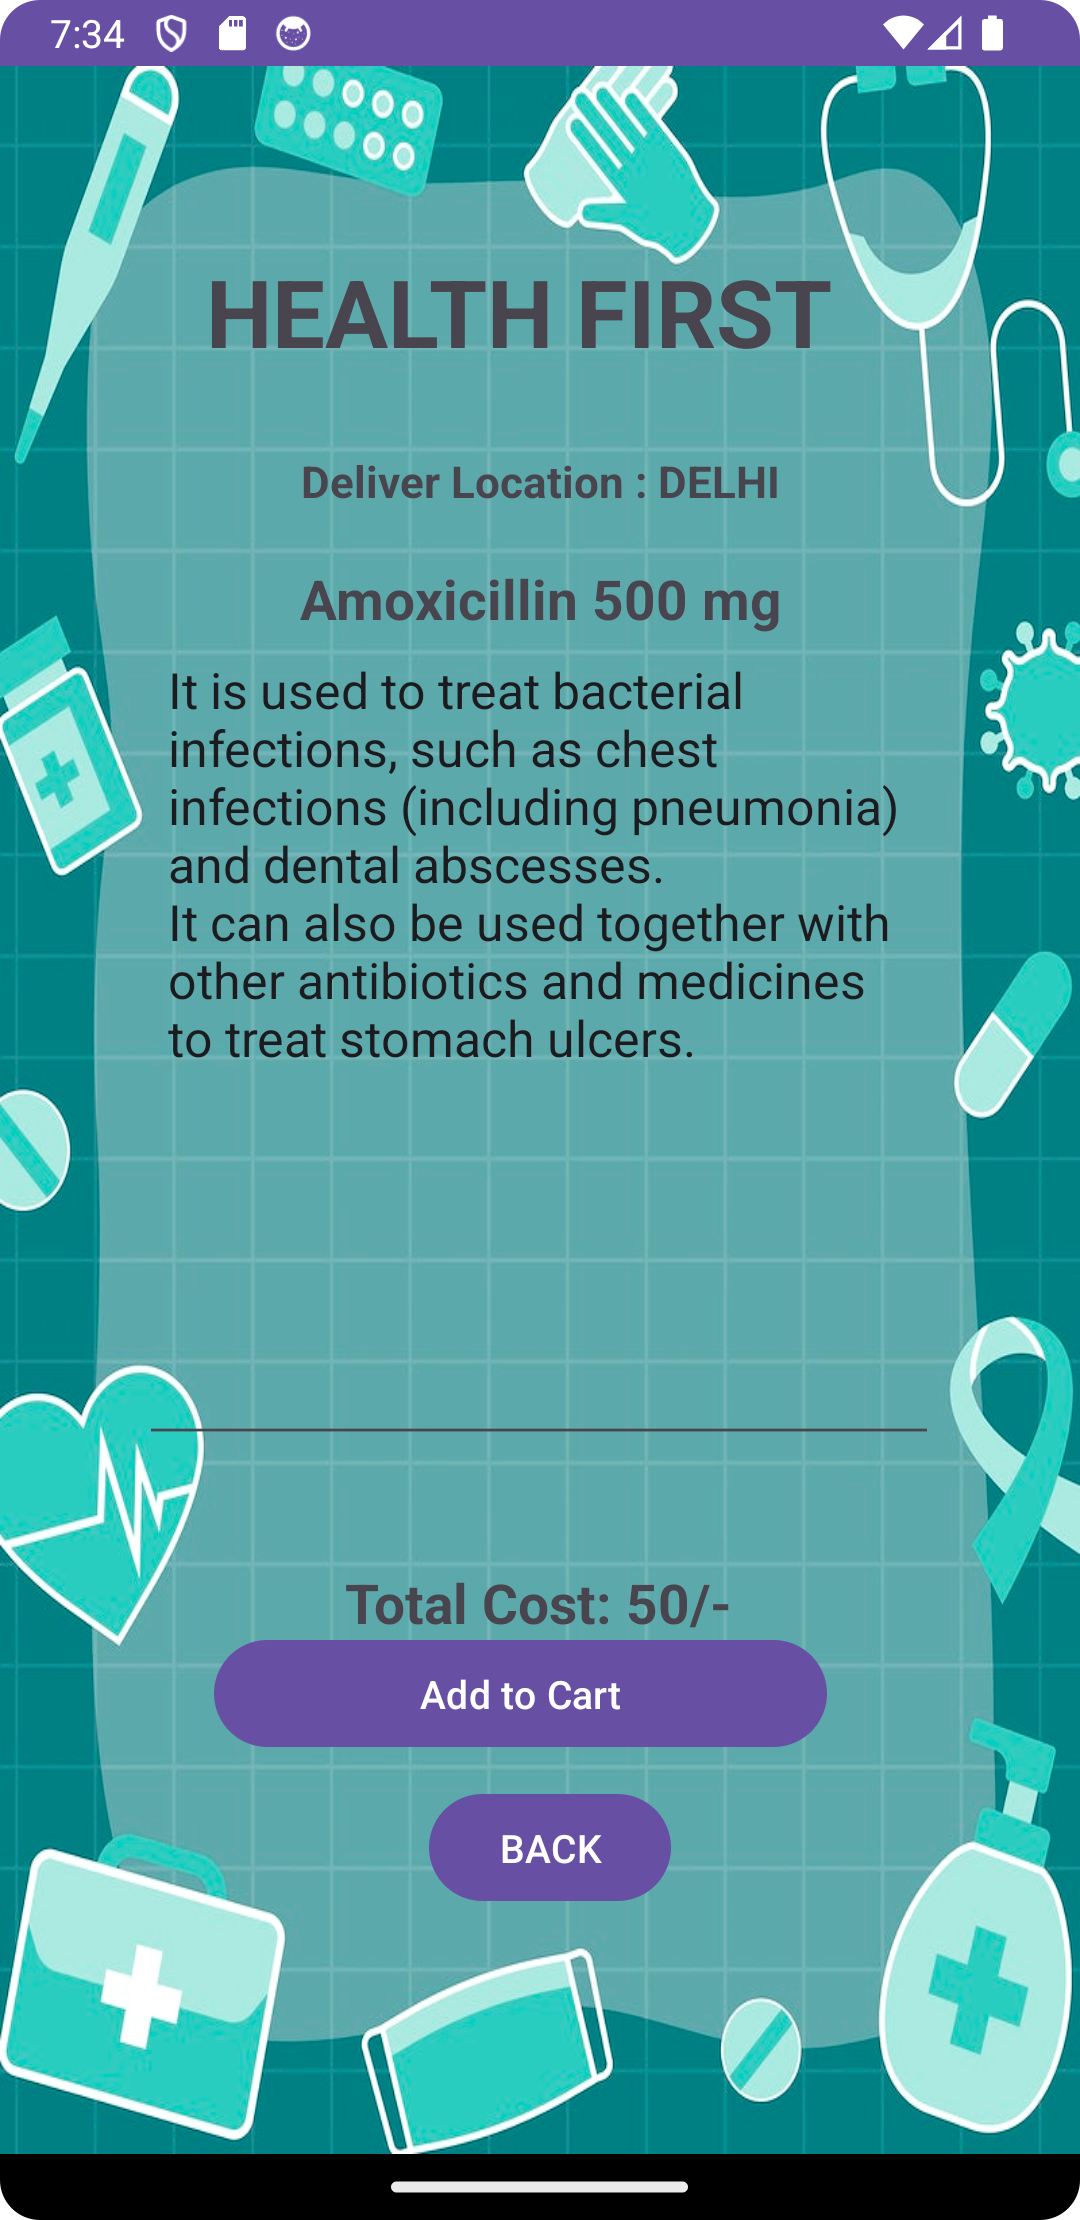 7:34
HEALTH FIRST
Deliver Location : DELHI
Amoxicillin 500 mg
It is used to treat bacterial
infections, such as chest
infections (including pneumonia)
and dental abscesses.
It can also be used together with
other antibiotics and medicines
to treat stomach ulcers.
Total Cost: 50/-
Add to Cart
BACK